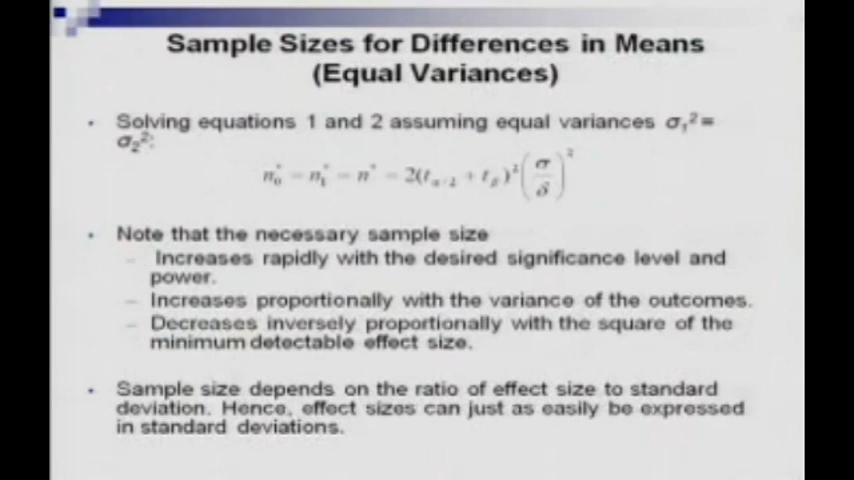 Sample Sizes for Differences in Means
(Equal Variances)
• Solving equations 1 and 2 assuming equal variances σ₁²=
σ₂²:
n₀* = n₁* = n* = 2(t_{α/2} + t_β)² (σ/δ)²
• Note that the necessary sample size
– Increases rapidly with the desired significance level and
power.
– Increases proportionally with the variance of the outcomes.
– Decreases inversely proportionally with the square of the
minimum detectable effect size.
• Sample size depends on the ratio of effect size to standard
deviation. Hence, effect sizes can just as easily be expressed
in standard deviations.